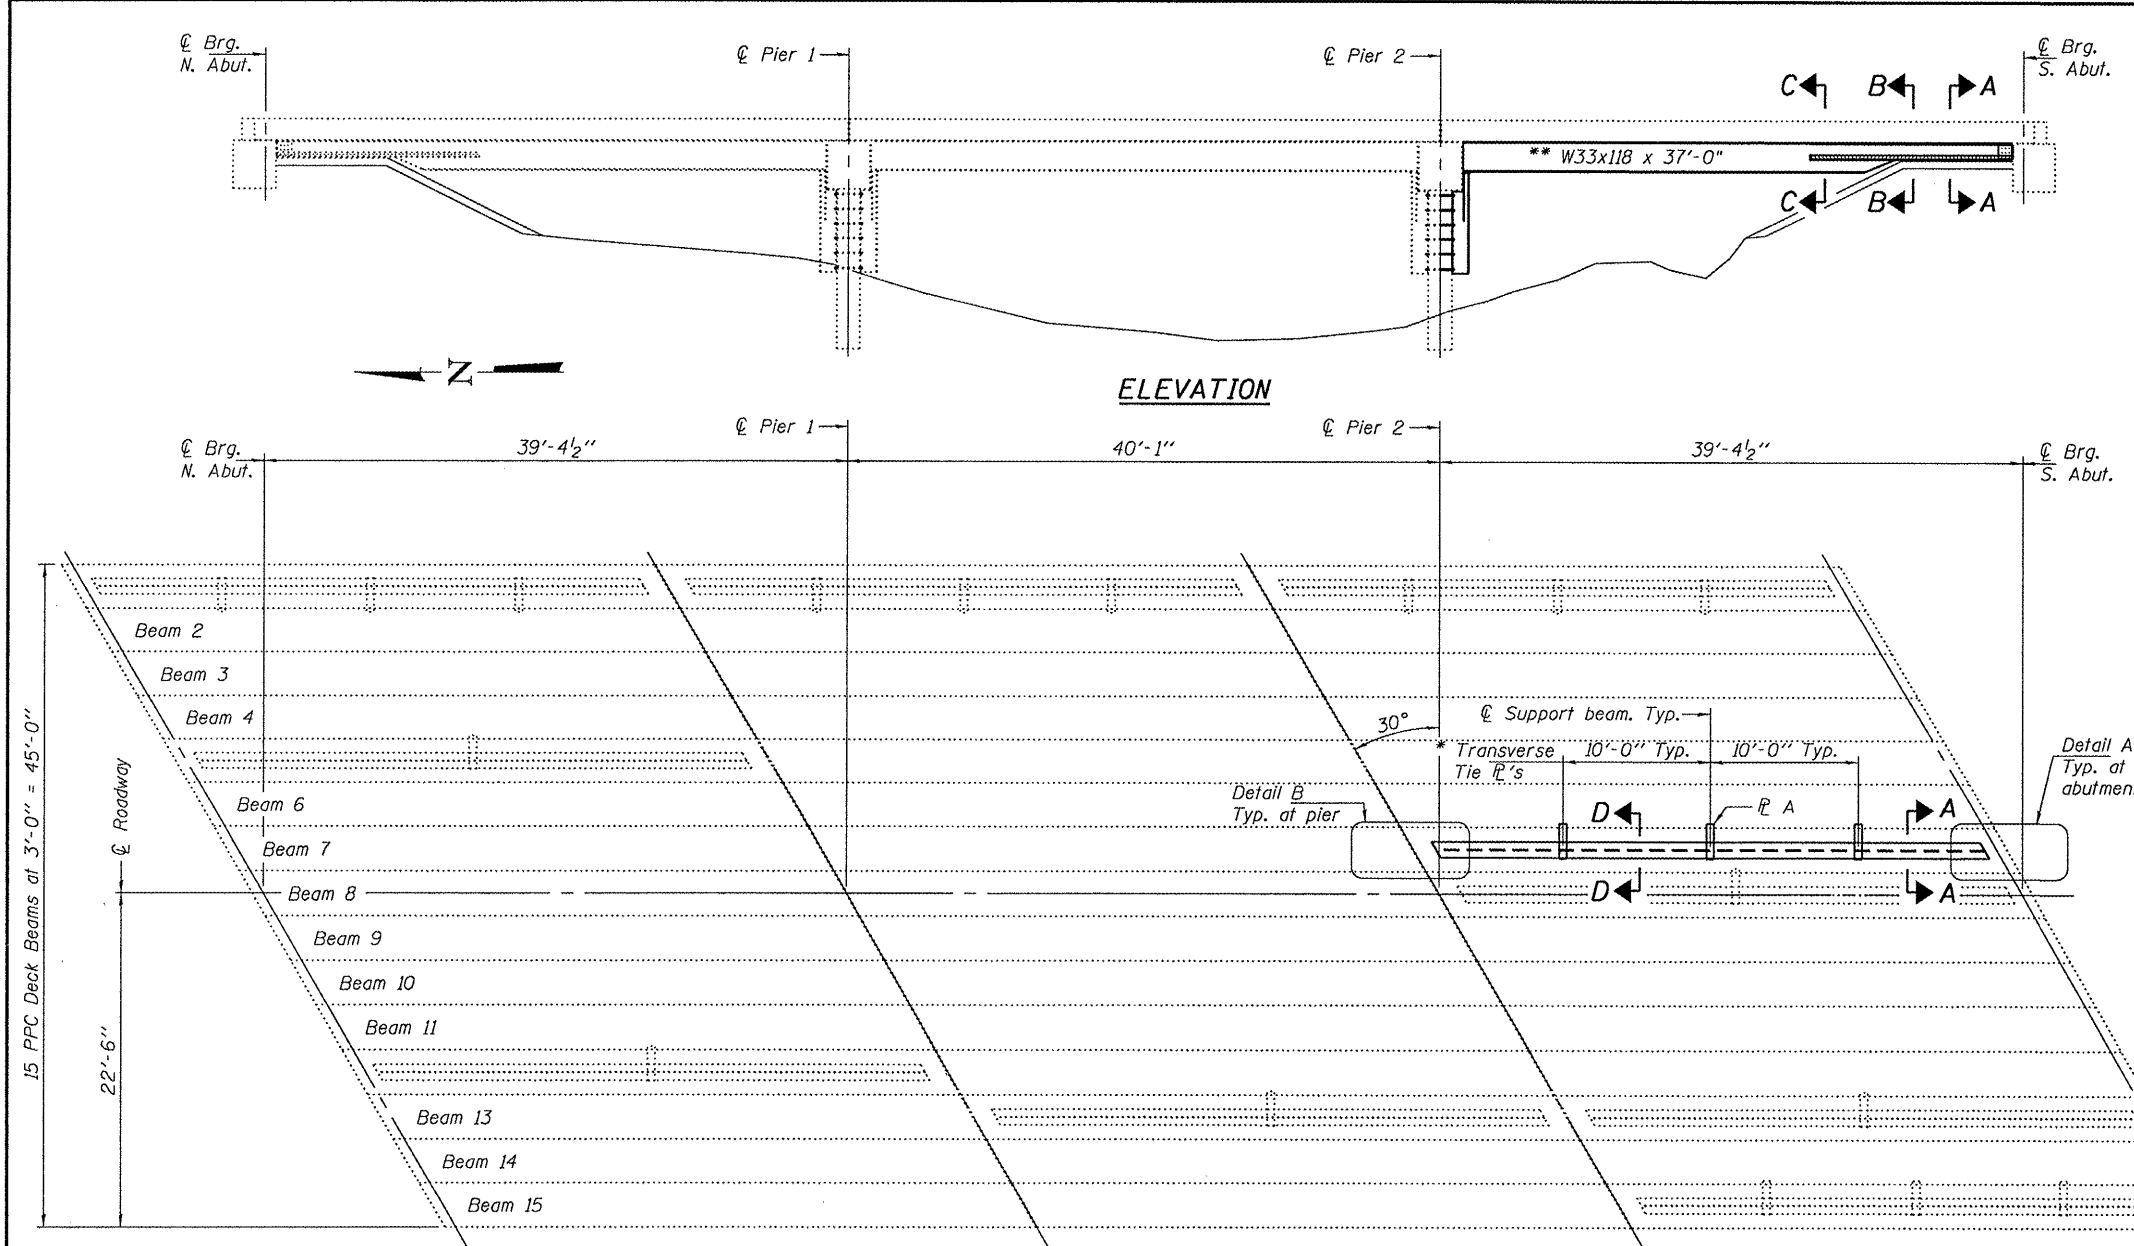 ℄ Brg.
N. Abut.
℄ Pier 1
℄ Pier 2
℄ Brg.
S. Abut.
C B A
** W33x118 x 37'-0"
C B A
N
ELEVATION
℄ Brg.
N. Abut.
39'-4½"
℄ Pier 1
40'-1"
℄ Pier 2
39'-4½"
℄ Brg.
S. Abut.
15 PPC Deck Beams at 3'-0" = 45'-0"
22'-6"
℄ Roadway
Beam 2
Beam 3
Beam 4
Beam 6
Beam 7
Beam 8
Beam 9
Beam 10
Beam 11
Beam 13
Beam 14
Beam 15
30°
℄ Support beam. Typ.
* Transverse
Tie ⅊'s
10'-0" Typ.
10'-0" Typ.
Detail B
Typ. at pier
D
⅊ A
A
D
A
Detail A
Typ. at
abutmen